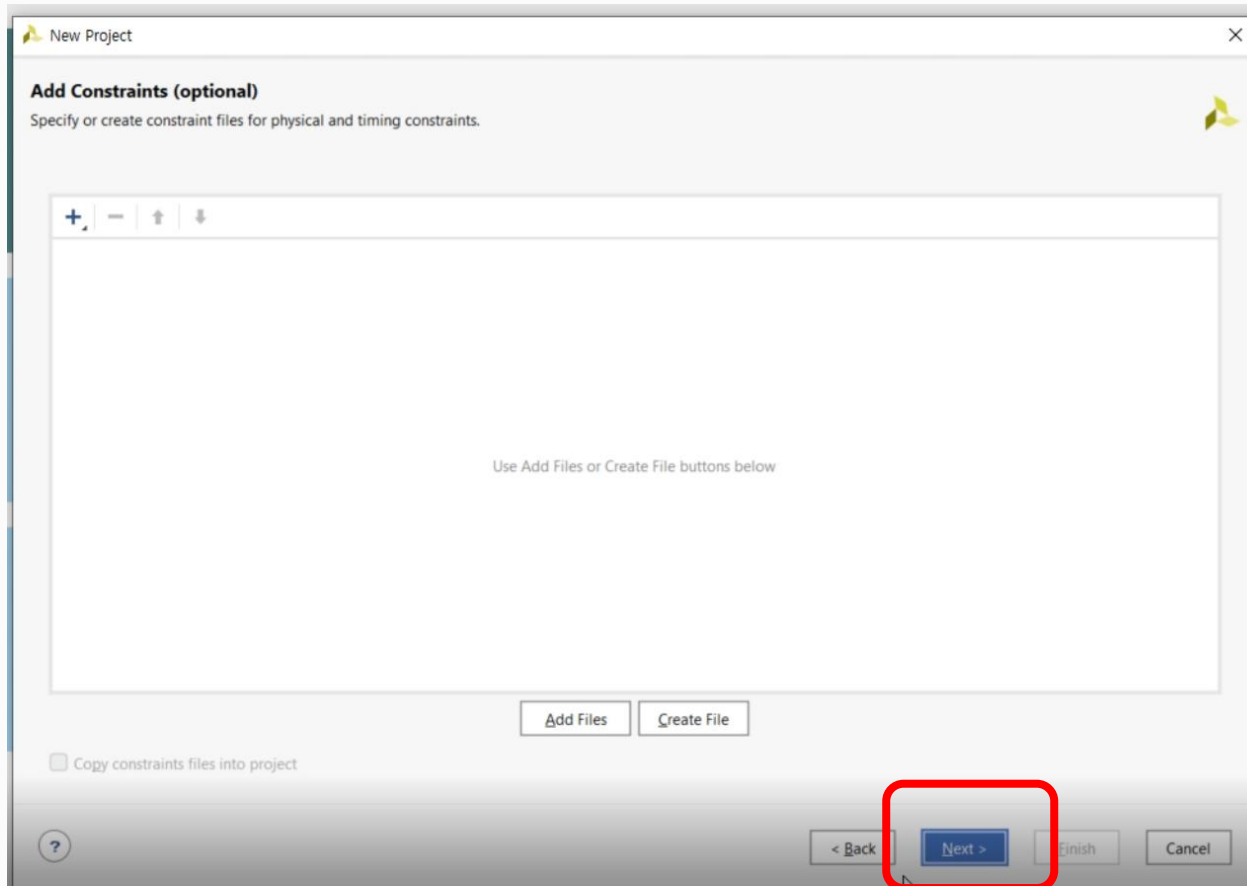 New Project
Add Constraints (optional)
Specify or create constraint files for physical and timing constraints.
Use Add Files or Create File buttons below
Add Files
Create File
Copy constraints files into project
?
< Back
Next >
Finish
Cancel